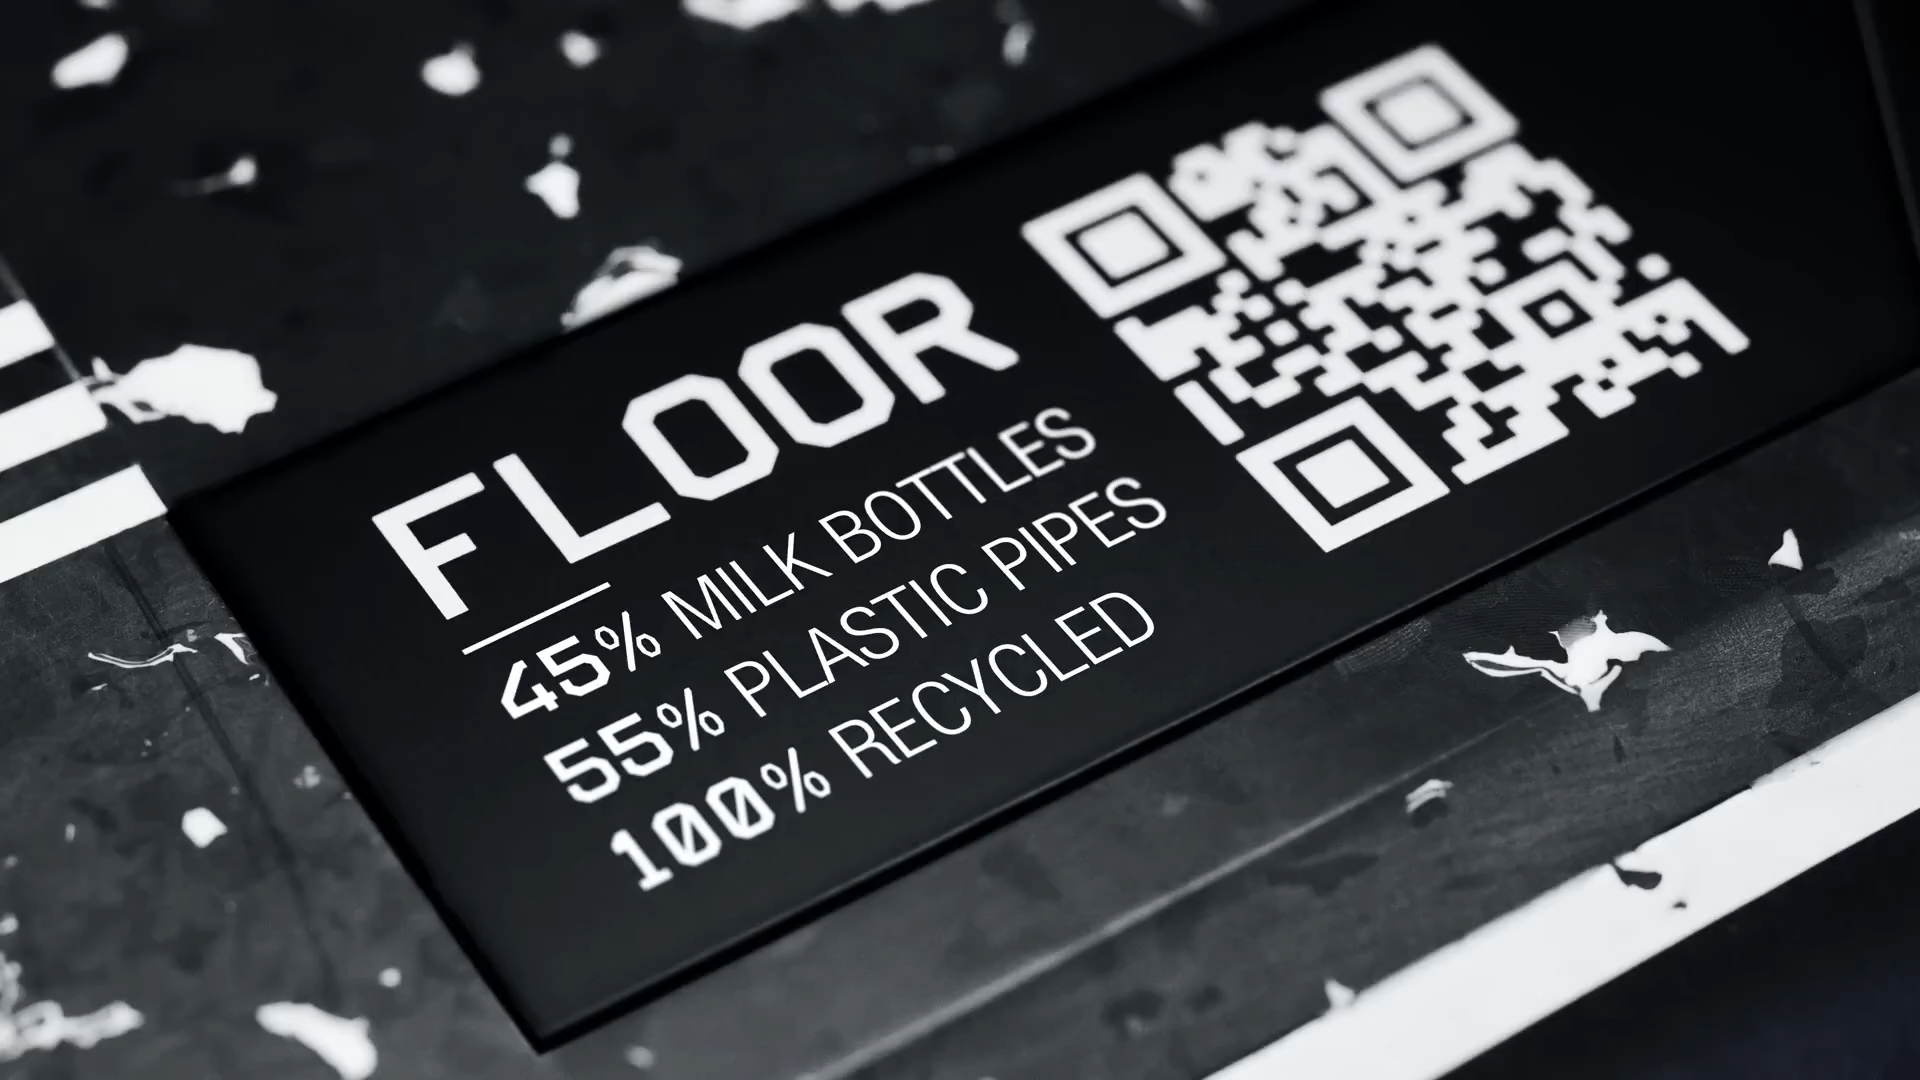 FLOOR
45% MILK BOTTLES
55% PLASTIC PIPES
100% RECYCLED